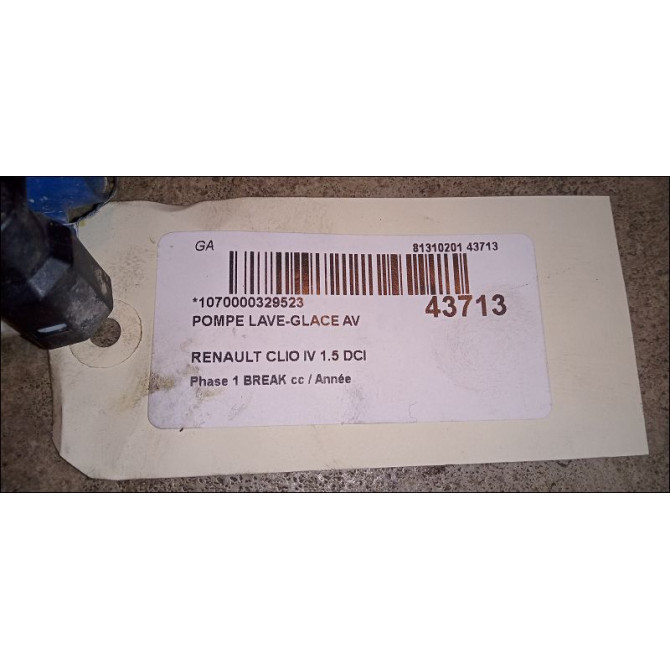 GA 81310201 43713
*1070000329523 43713
POMPE LAVE-GLACE AV
RENAULT CLIO IV 1.5 DCI
Phase 1 BREAK cc / Année